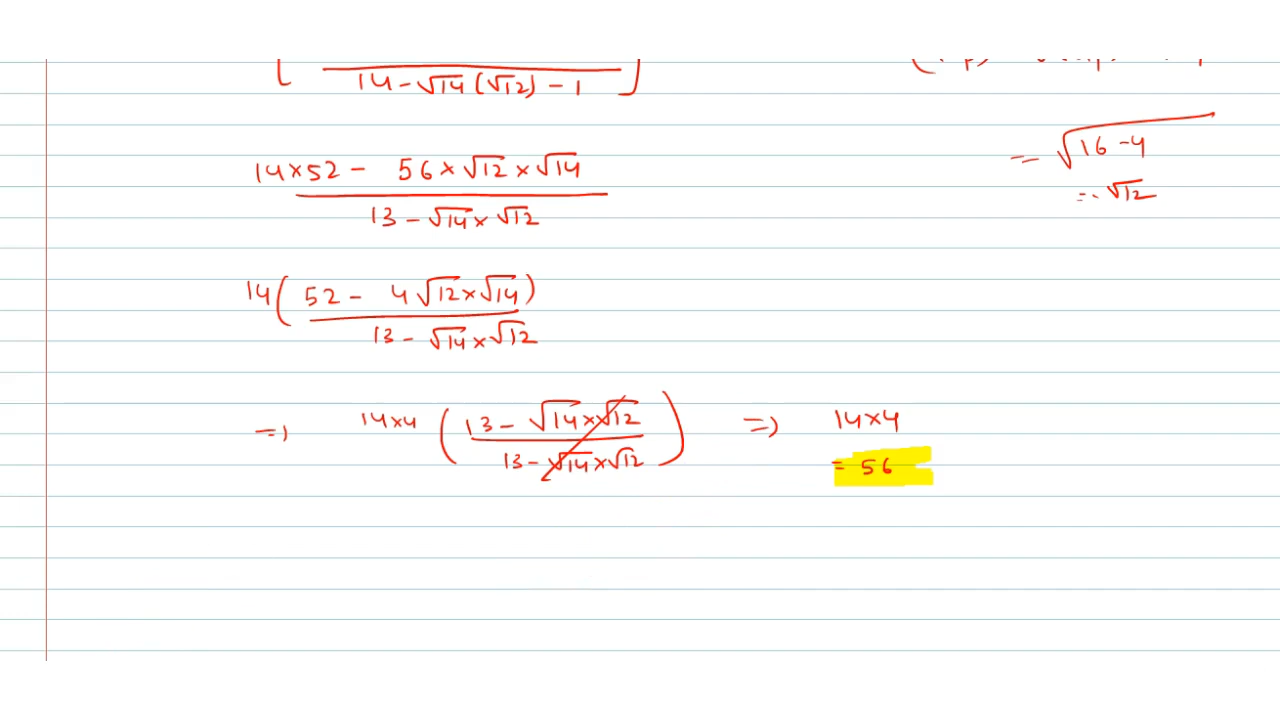 14 - √14 (√12) - 1
= √16 - 4
= √12
14 × 52 - 56 × √12 × √14
13 - √14 × √12
14 ( 52 - 4 √12 × √14 )
13 - √14 × √12
=> 14×4 ( 13 - √14 × √12 ) => 14×4
13 - √14 × √12 = 56